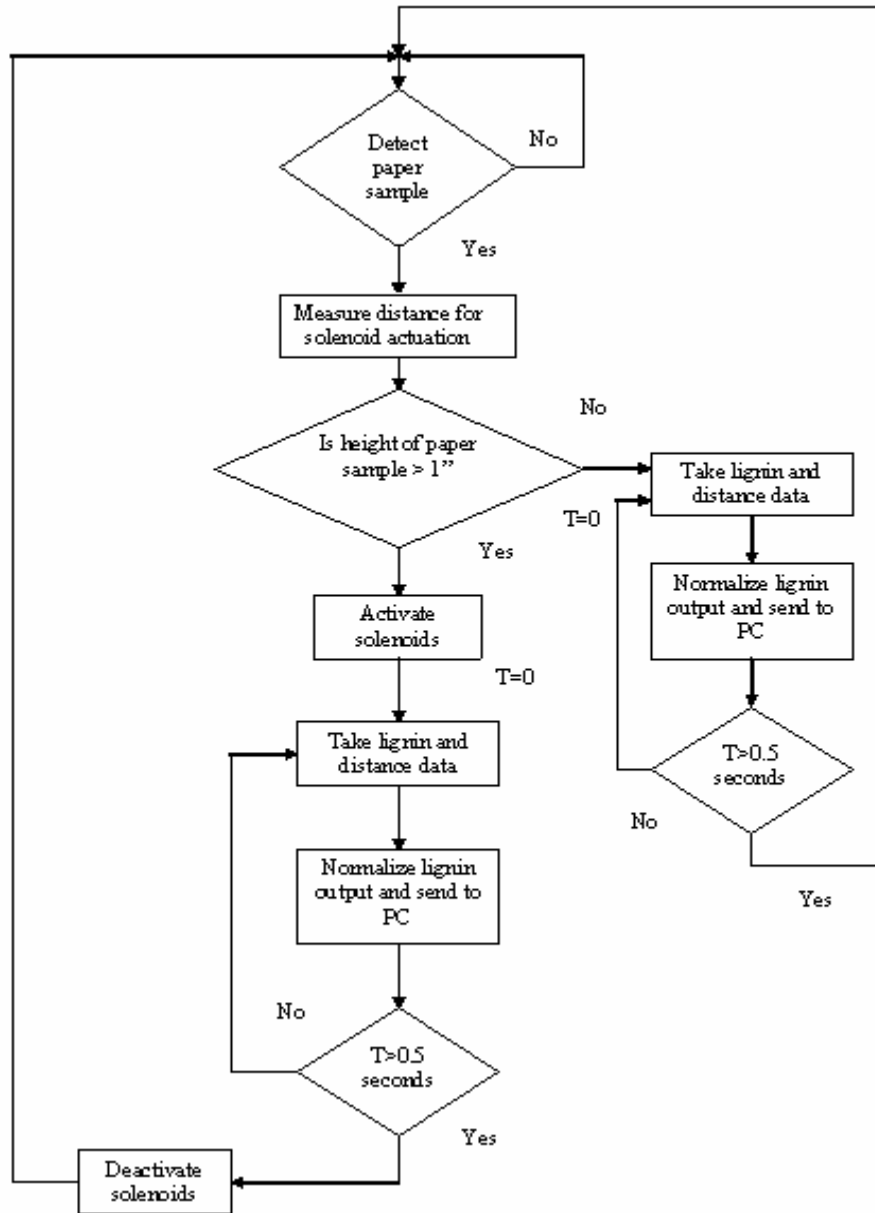 Detect
paper
sample
No
Yes
Measure distance for
solenoid actuation
Is height of paper
sample > 1”
No
Yes
Take lignin and
distance data
T=0
Normalize lignin
output and send to
PC
T>0.5
seconds
No
Yes
Activate
solenoids
T=0
Take lignin and
distance data
Normalize lignin
output and send to
PC
No
T>0.5
seconds
Yes
Deactivate
solenoids